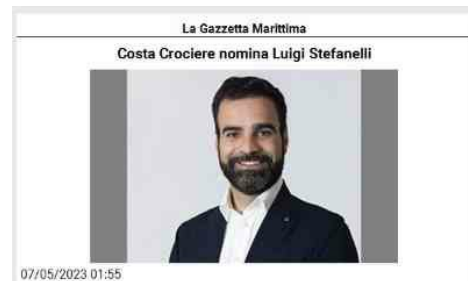 La Gazzetta Marittima
Costa Crociere nomina Luigi Stefanelli
07/05/2023 01:55